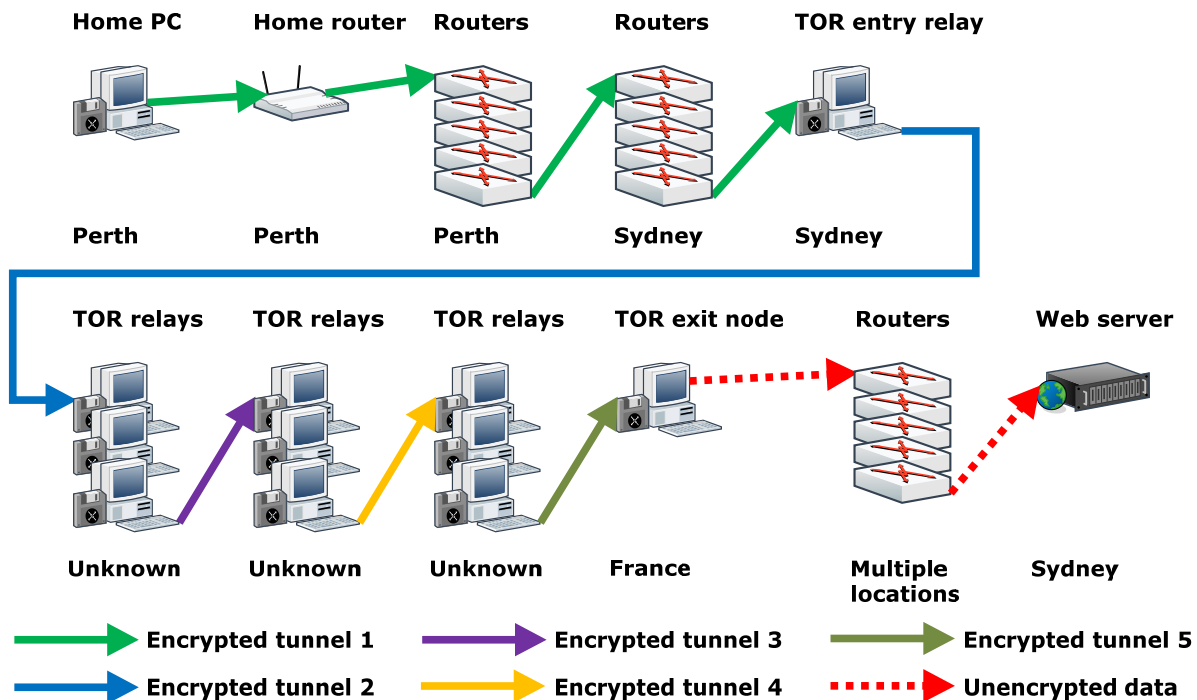 Home PC
Home router
Routers
Routers
TOR entry relay
Perth
Perth
Perth
Sydney
Sydney
TOR relays
TOR relays
TOR relays
TOR exit node
Routers
Web server
Unknown
Unknown
Unknown
France
Multiple
locations
Sydney
Encrypted tunnel 1
Encrypted tunnel 3
Encrypted tunnel 5
Encrypted tunnel 2
Encrypted tunnel 4
Unencrypted data